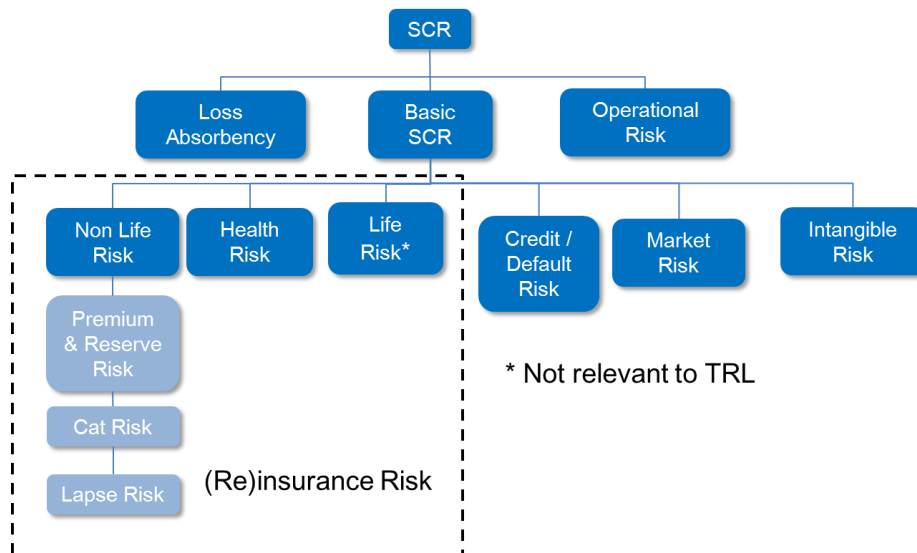 SCR
Loss
Absorbency
Basic
SCR
Operational
Risk
Non Life
Risk
Health
Risk
Life
Risk*
Credit /
Default
Risk
Market
Risk
Intangible
Risk
Premium
& Reserve
Risk
* Not relevant to TRL
Cat Risk
Lapse Risk
(Re)insurance Risk